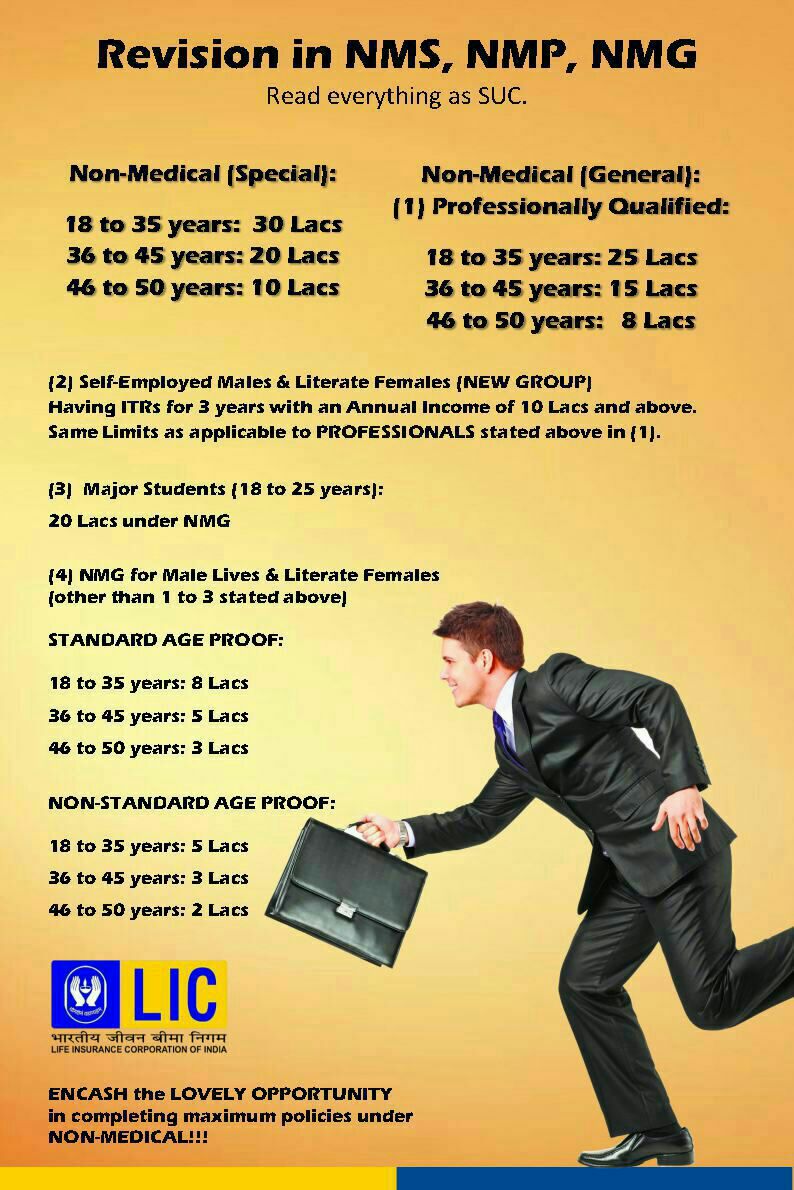 Revision in NMS, NMP, NMG
Read everything as SUC.
Non-Medical (Special):
18 to 35 years: 30 Lacs
36 to 45 years: 20 Lacs
46 to 50 years: 10 Lacs
Non-Medical (General):
(1) Professionally Qualified:
18 to 35 years: 25 Lacs
36 to 45 years: 15 Lacs
46 to 50 years: 8 Lacs
(2) Self-Employed Males & Literate Females (NEW GROUP)
Having ITRs for 3 years with an Annual Income of 10 Lacs and above.
Same Limits as applicable to PROFESSIONALS stated above in (1).
(3) Major Students (18 to 25 years):
20 Lacs under NMG
(4) NMG for Male Lives & Literate Females
(other than 1 to 3 stated above)
STANDARD AGE PROOF:
18 to 35 years: 8 Lacs
36 to 45 years: 5 Lacs
46 to 50 years: 3 Lacs
NON-STANDARD AGE PROOF:
18 to 35 years: 5 Lacs
36 to 45 years: 3 Lacs
46 to 50 years: 2 Lacs
LIC
भारतीय जीवन बीमा निगम
LIFE INSURANCE CORPORATION OF INDIA
ENCASH the LOVELY OPPORTUNITY
in completing maximum policies under
NON-MEDICAL!!!